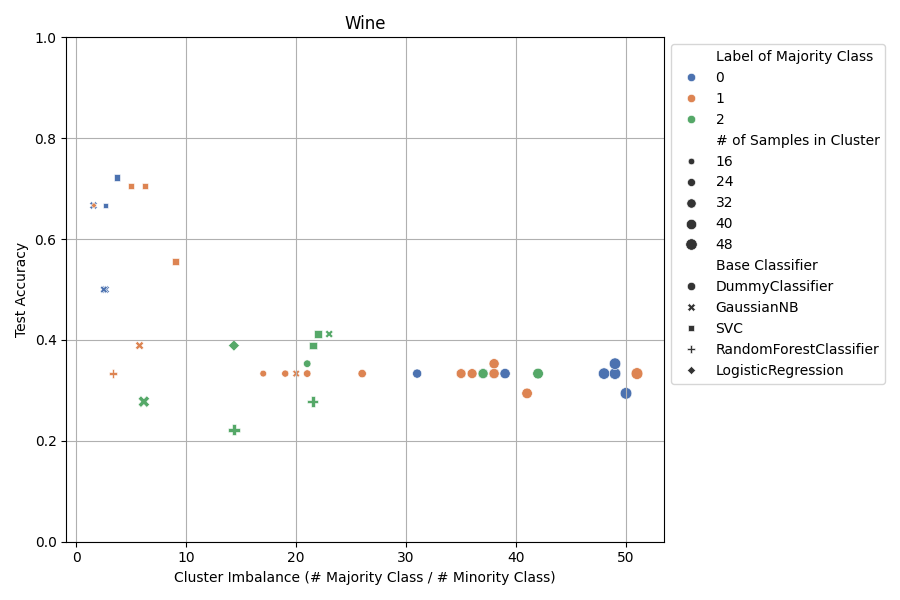 Wine
Test Accuracy
1.0
0.8
0.6
0.4
0.2
0.0
0
10
20
30
40
50
Cluster Imbalance (# Majority Class / # Minority Class)
Label of Majority Class
0
1
2
# of Samples in Cluster
16
24
32
40
48
Base Classifier
DummyClassifier
GaussianNB
SVC
RandomForestClassifier
LogisticRegression